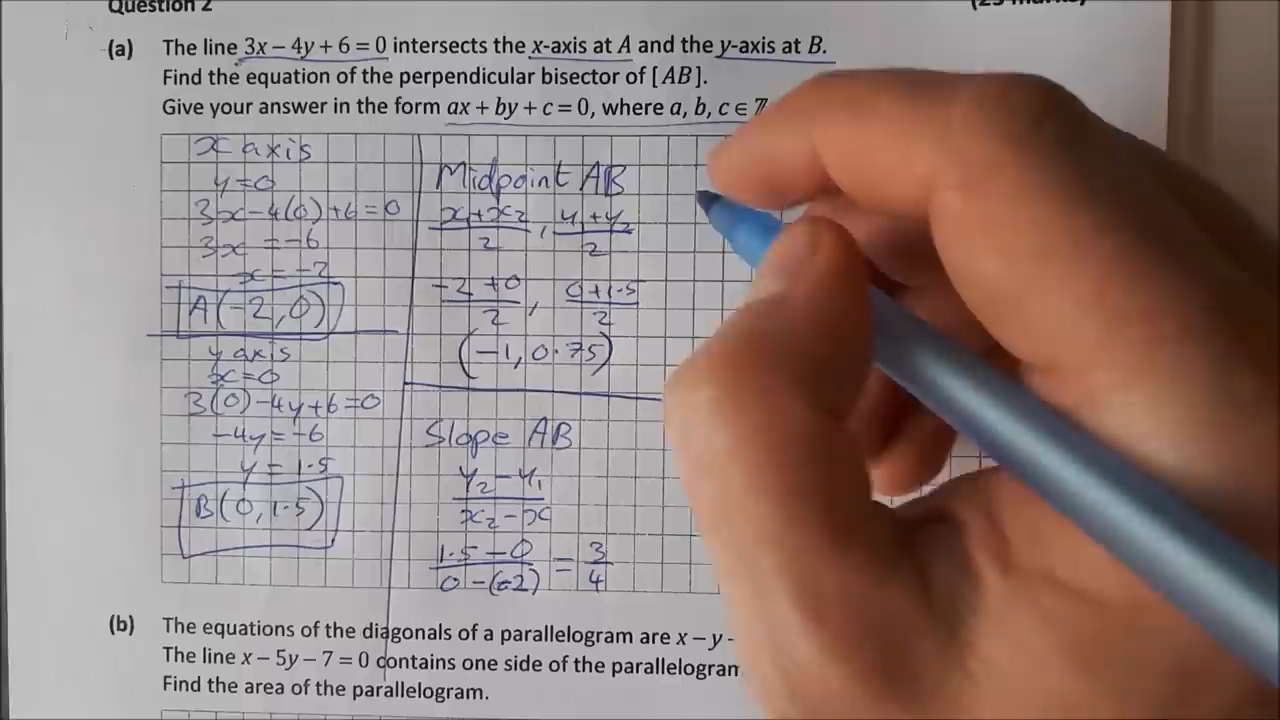 Question 2
(a) The line 3x – 4y + 6 = 0 intersects the x-axis at A and the y-axis at B.
Find the equation of the perpendicular bisector of [AB].
Give your answer in the form ax + by + c = 0, where a, b, c ∈
x axis
y = 0
3x - 4(0) + 6 = 0
3x = -6
x = -2
A(-2, 0)
y axis
x = 0
3(0) - 4y + 6 = 0
-4y = -6
y = 1.5
B(0, 1.5)
Midpoint AB
x₁+x₂/2 , y₁+y₂/2
-2+0/2 , 0+1.5/2
(-1, 0.75)
Slope AB
y₂-y₁
x₂-x
1.5-0/0-(-2) = 3/4
(b) The equations of the diagonals of a parallelogram are x – y -
The line x – 5y – 7 = 0 contains one side of the parallelogram
Find the area of the parallelogram.